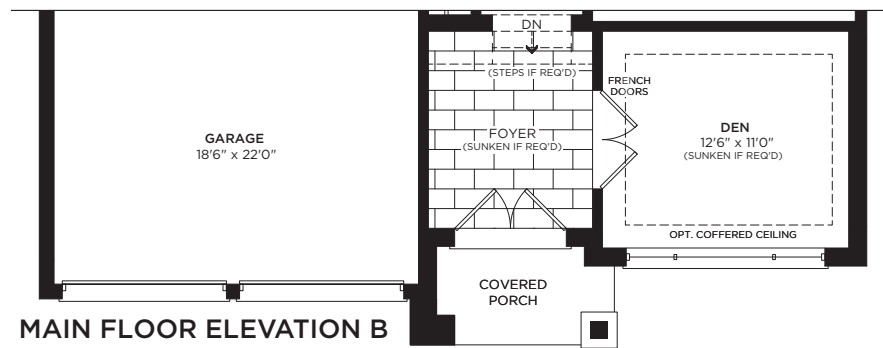 DN
(STEPS IF REQ'D)
FRENCH
DOORS
GARAGE
18'6" x 22'0"
FOYER
(SUNKEN IF REQ'D)
DEN
12'6" x 11'0"
(SUNKEN IF REQ'D)
OPT. COFFERED CEILING
COVERED
PORCH
MAIN FLOOR ELEVATION B